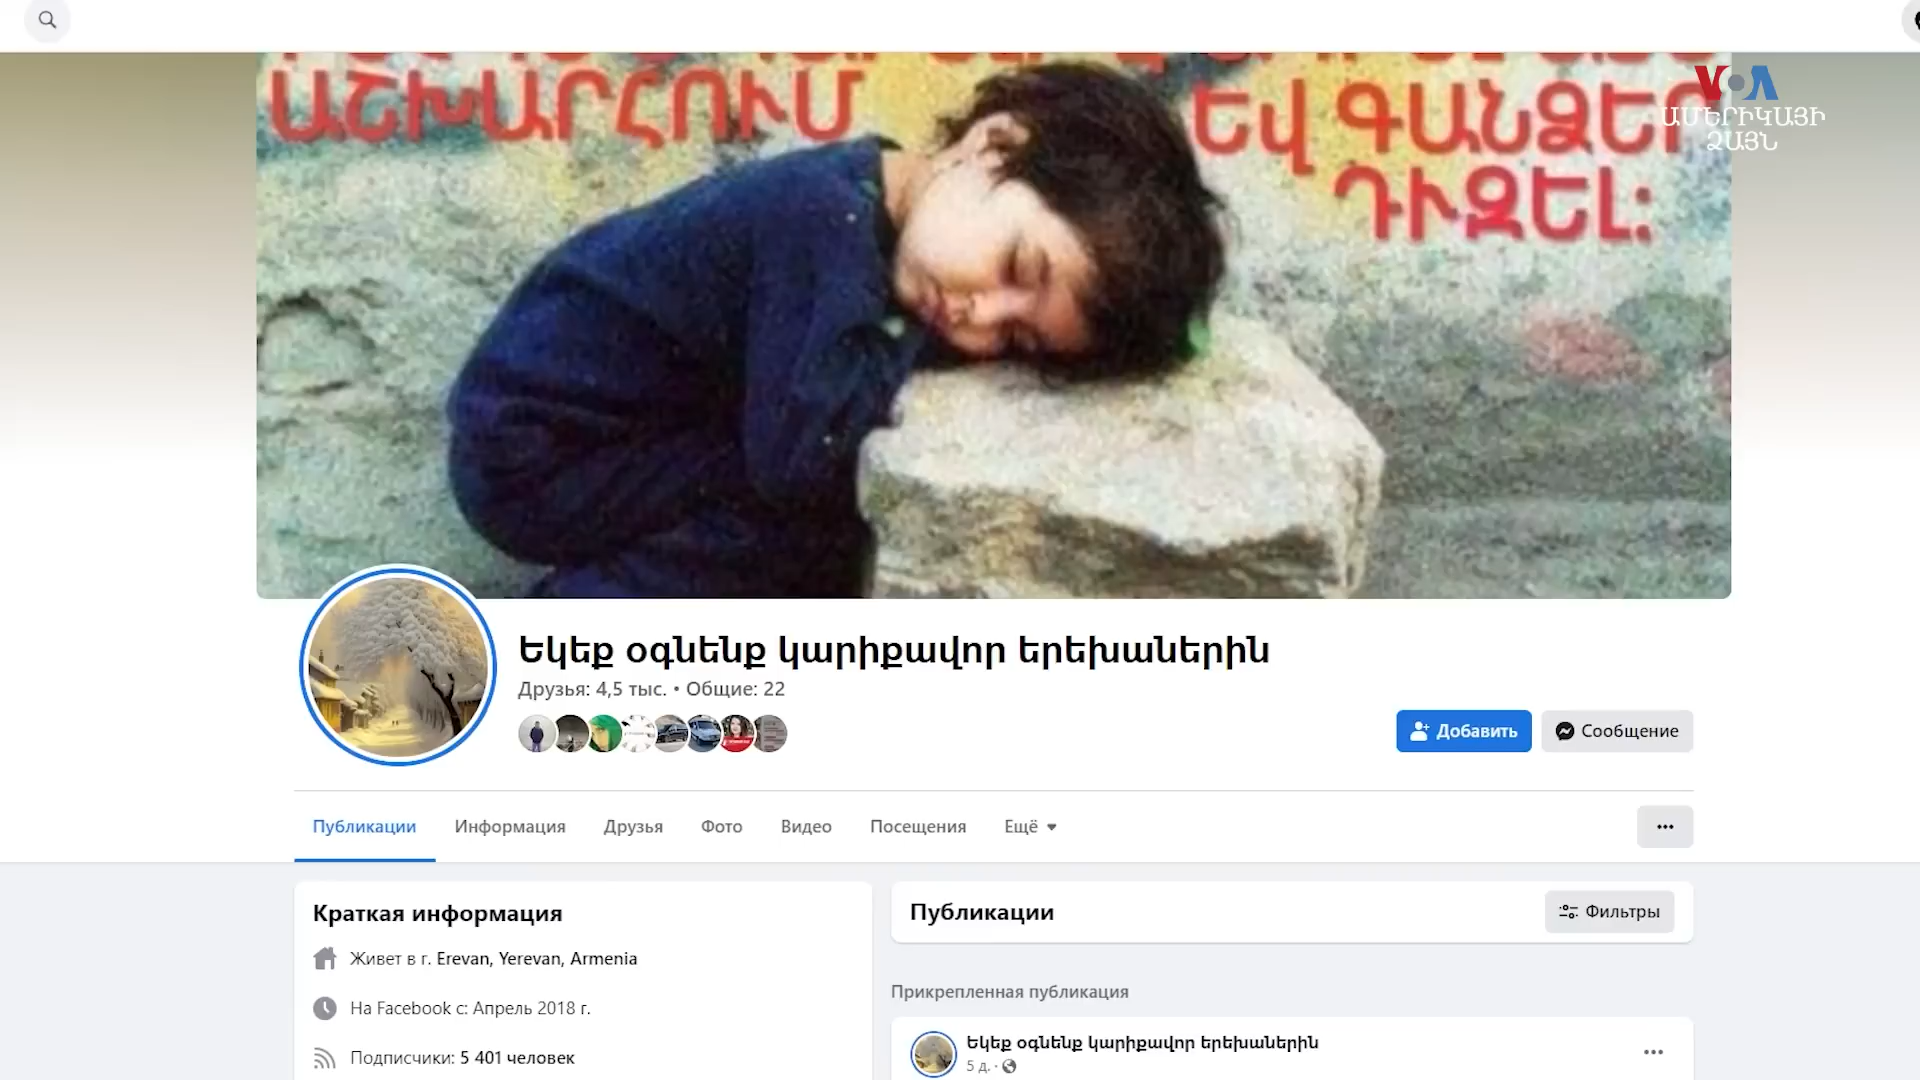 ԱՇԽԱՐՀՈՒՄ
ԵՎ ԳԱՆՁԵՐ
ԴԻԶԵԼ:
VOA
ԱՄԵՐԻԿԱՅԻ
ՁԱՅՆ
Եկեք օգնենք կարիքավոր երեխաներին
Друзья: 4,5 тыс. • Общие: 22
Добавить
Сообщение
Публикации
Информация
Друзья
Фото
Видео
Посещения
Ещё
Краткая информация
Живет в г. Erevan, Yerevan, Armenia
На Facebook с: Апрель 2018 г.
Подписчики: 5 401 человек
Публикации
Фильтры
Прикрепленная публикация
Եկեք օգնենք կարիքավոր երեխաներին
5 д. ·